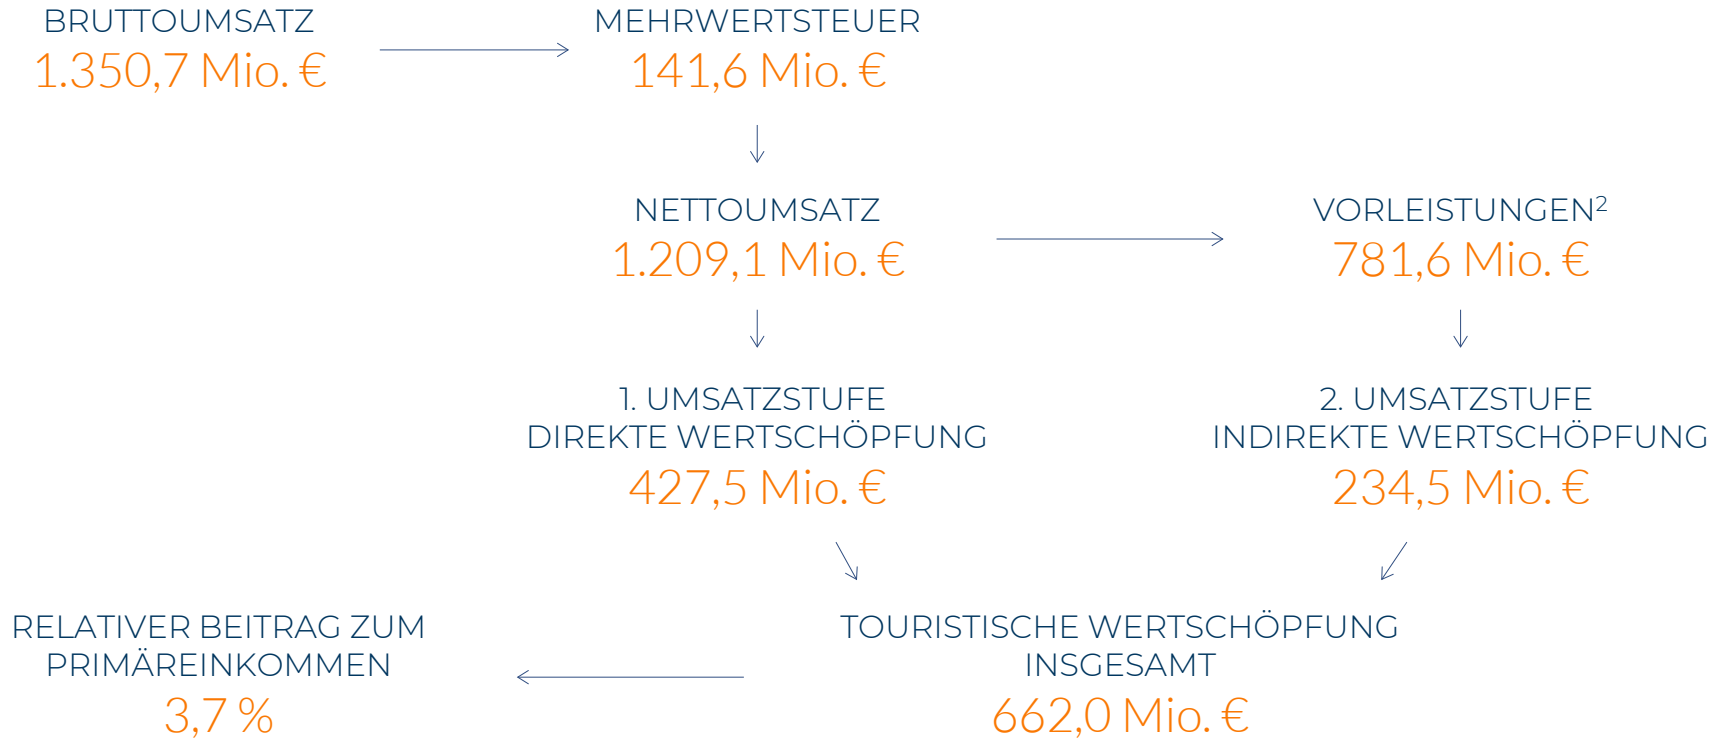 BRUTTOUMSATZ
1.350,7 Mio. €
MEHRWERTSTEUER
141,6 Mio. €
NETTOUMSATZ
1.209,1 Mio. €
VORLEISTUNGEN²
781,6 Mio. €
1. UMSATZSTUFE
DIREKTE WERTSCHÖPFUNG
427,5 Mio. €
2. UMSATZSTUFE
INDIREKTE WERTSCHÖPFUNG
234,5 Mio. €
RELATIVER BEITRAG ZUM
PRIMÄREINKOMMEN
3,7 %
TOURISTISCHE WERTSCHÖPFUNG
INSGESAMT
662,0 Mio. €